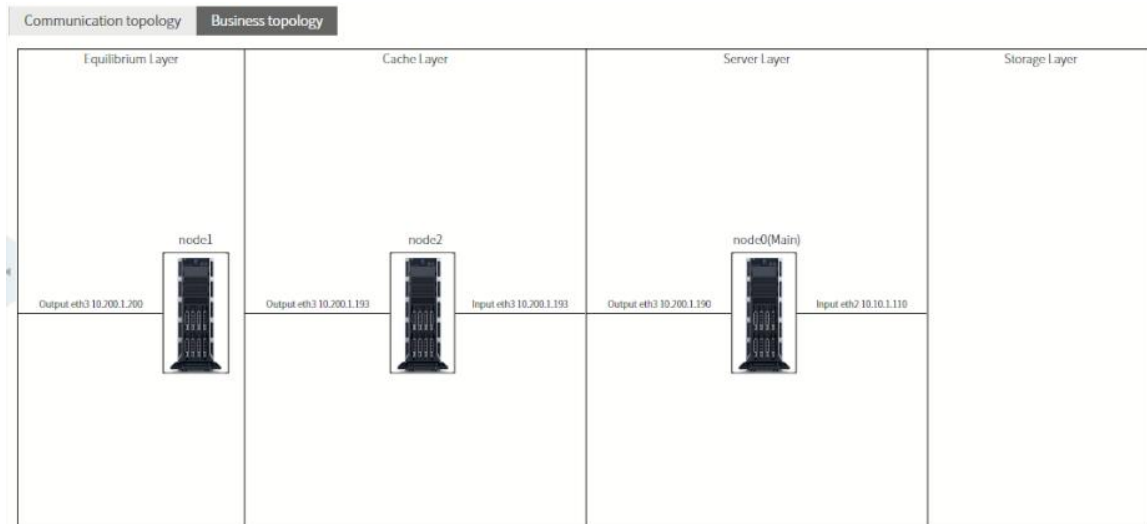 Communication topology
Business topology
Equilibrium Layer
Cache Layer
Server Layer
Storage Layer
node1
node2
node0(Main)
Output eth3 10.200.1.200
Output eth3 10.200.1.193
Input eth3 10.200.1.193
Output eth3 10.200.1.190
Input eth2 10.10.1.110